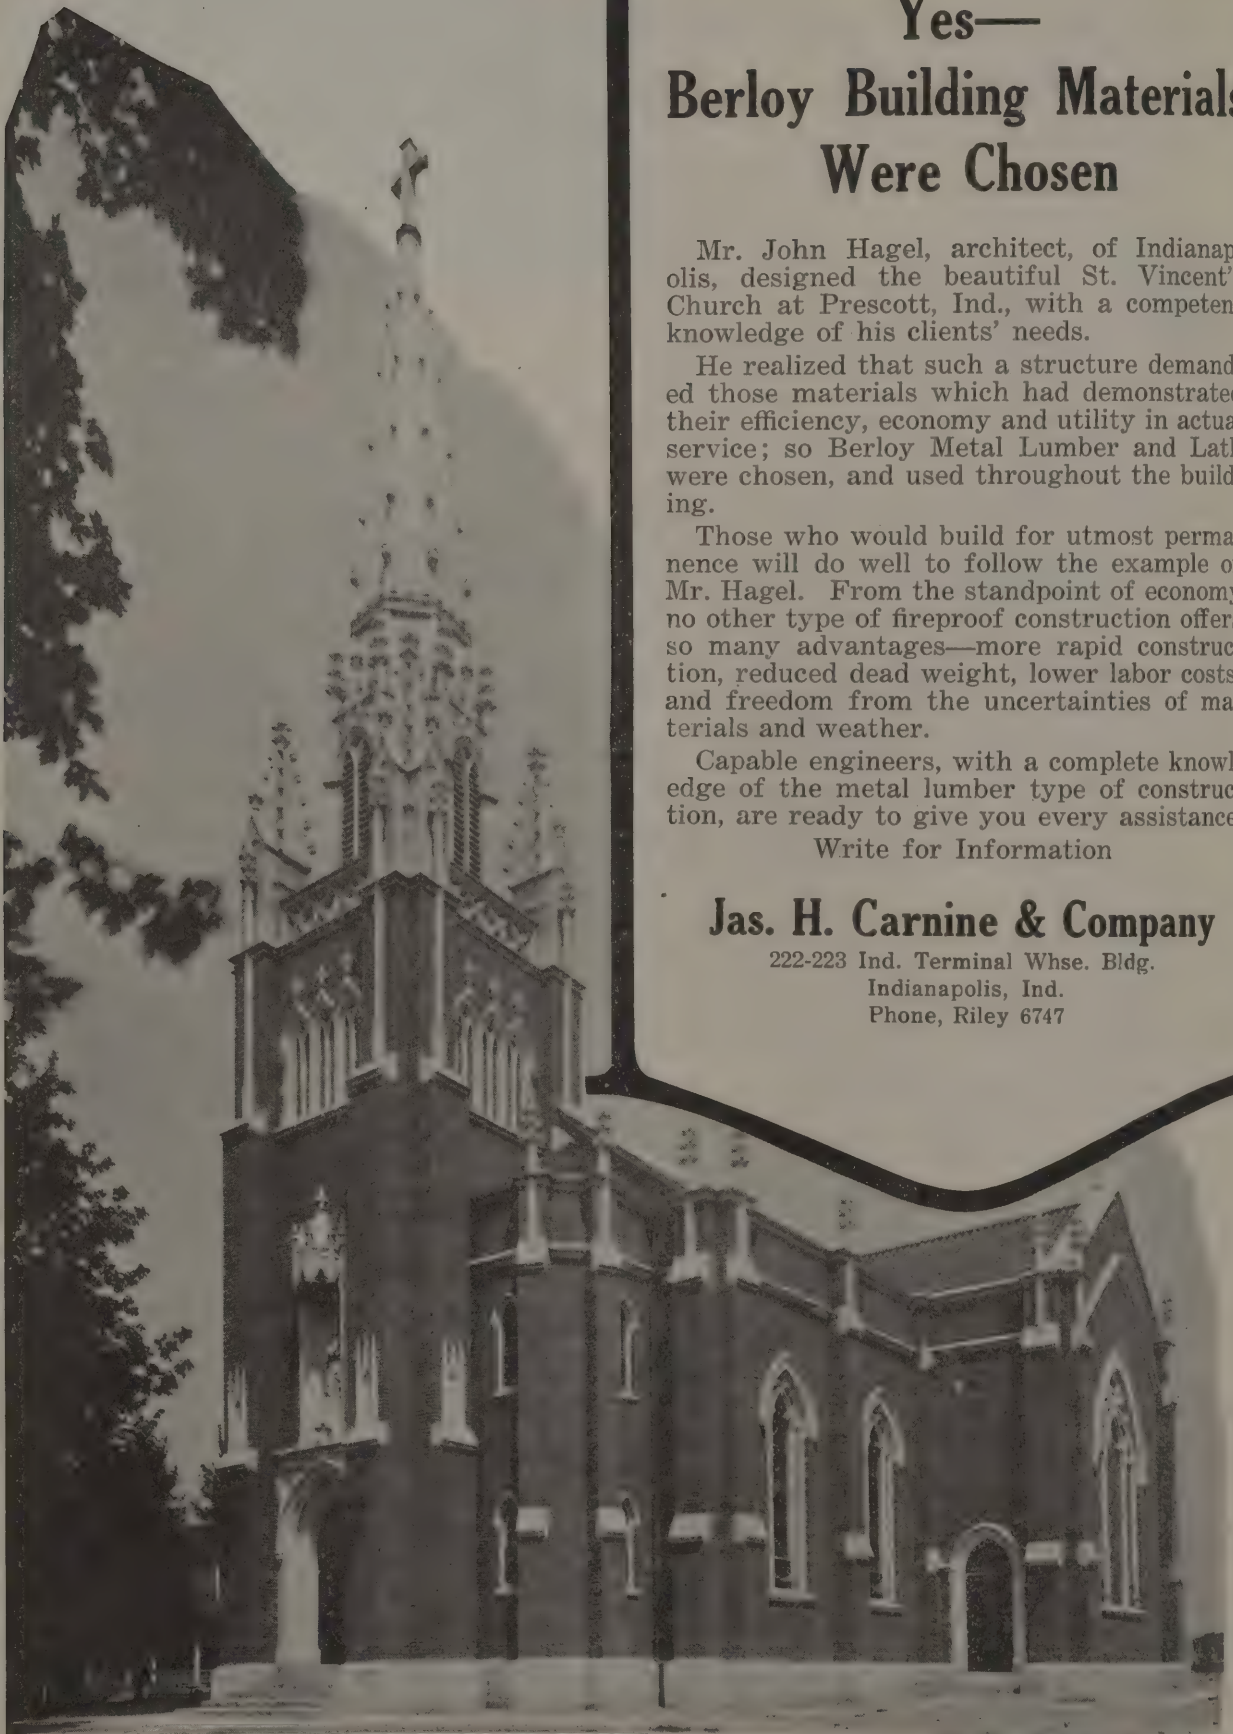 Yes—
Berloy Building Materials
Were Chosen
Mr. John Hagel, architect, of Indianap
olis, designed the beautiful St. Vincent'
Church at Prescott, Ind., with a competen
knowledge of his clients' needs.
He realized that such a structure demand
ed those materials which had demonstrated
their efficiency, economy and utility in actua
service; so Berloy Metal Lumber and Lath
were chosen, and used throughout the build
ing.
Those who would build for utmost perma
nence will do well to follow the example o
Mr. Hagel. From the standpoint of economy
no other type of fireproof construction offers
so many advantages—more rapid construc
tion, reduced dead weight, lower labor costs
and freedom from the uncertainties of ma
terials and weather.
Capable engineers, with a complete knowl
edge of the metal lumber type of construc
tion, are ready to give you every assistance
Write for Information
Jas. H. Carnine & Company
222-223 Ind. Terminal Whse. Bldg.
Indianapolis, Ind.
Phone, Riley 6747